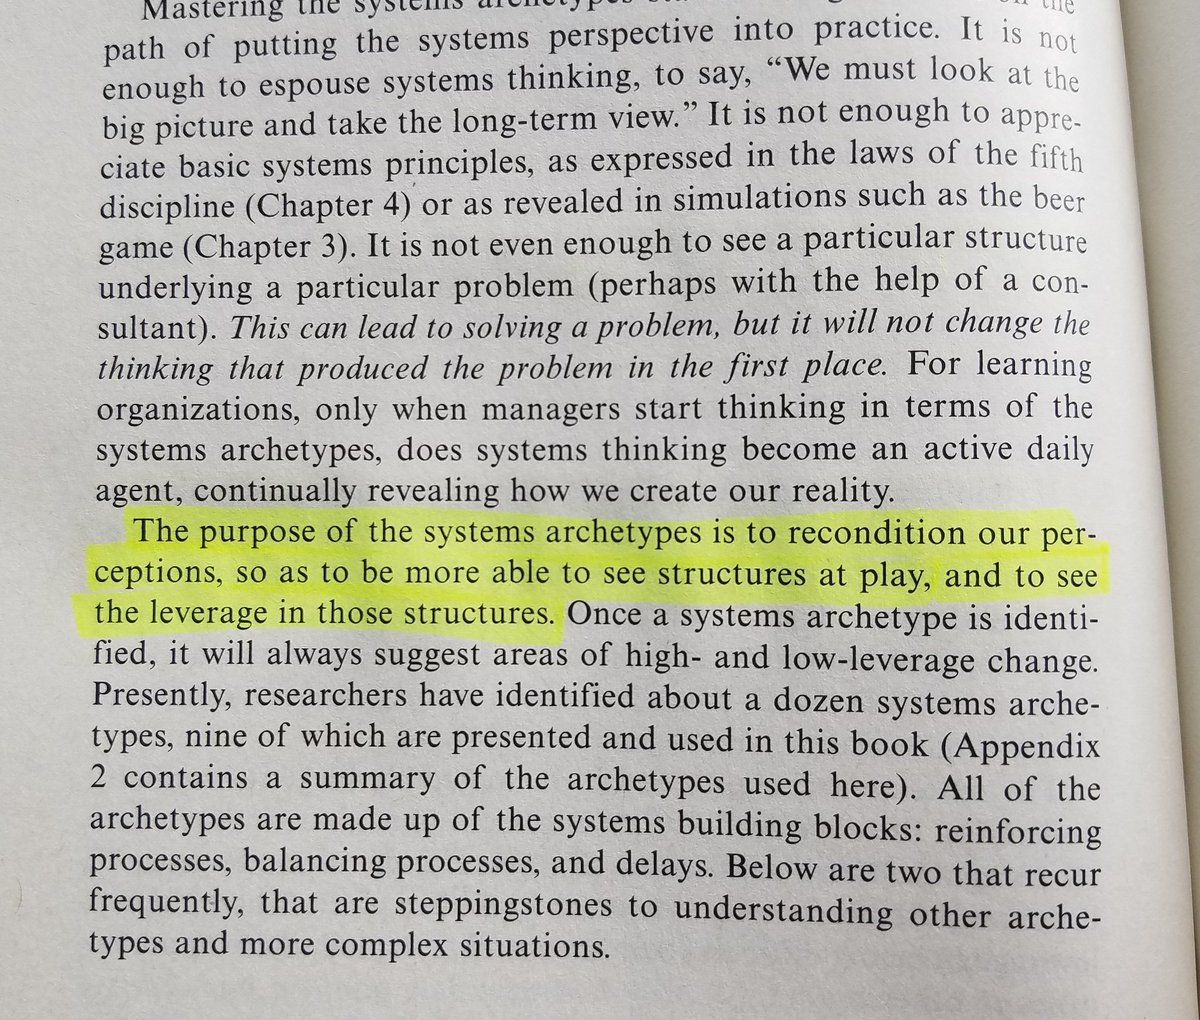 Mastering the systems archetypes
path of putting the systems perspective into practice. It is not
enough to espouse systems thinking, to say, “We must look at the
big picture and take the long-term view.” It is not enough to appre-
ciate basic systems principles, as expressed in the laws of the fifth
discipline (Chapter 4) or as revealed in simulations such as the beer
game (Chapter 3). It is not even enough to see a particular structure
underlying a particular problem (perhaps with the help of a con-
sultant). This can lead to solving a problem, but it will not change the
thinking that produced the problem in the first place. For learning
organizations, only when managers start thinking in terms of the
systems archetypes, does systems thinking become an active daily
agent, continually revealing how we create our reality.
The purpose of the systems archetypes is to recondition our per-
ceptions, so as to be more able to see structures at play, and to see
the leverage in those structures. Once a systems archetype is identi-
fied, it will always suggest areas of high- and low-leverage change.
Presently, researchers have identified about a dozen systems arche-
types, nine of which are presented and used in this book (Appendix
2 contains a summary of the archetypes used here). All of the
archetypes are made up of the systems building blocks: reinforcing
processes, balancing processes, and delays. Below are two that recur
frequently, that are steppingstones to understanding other arche-
types and more complex situations.